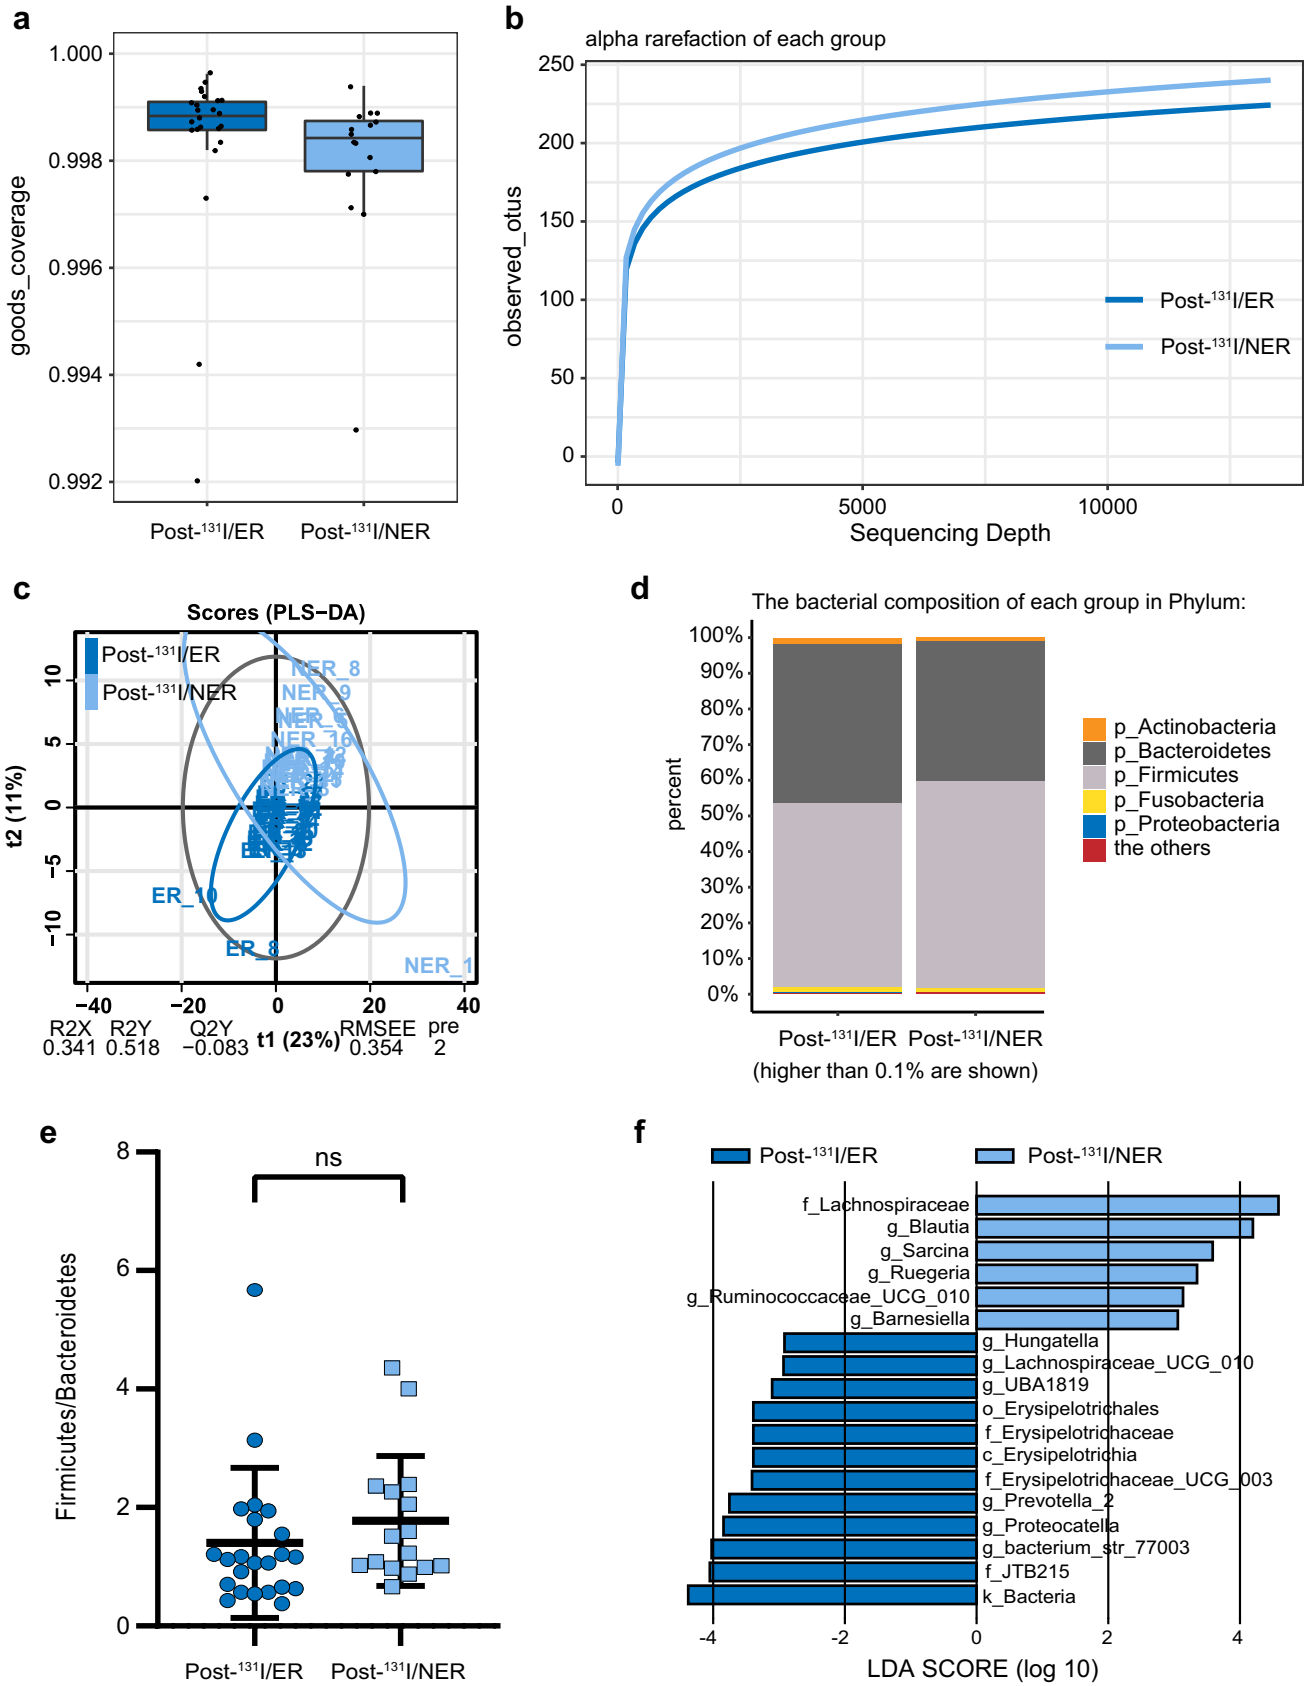 a
1.000
0.998
0.996
0.994
0.992
goods_coverage
Post-¹³¹I/ER
Post-¹³¹I/NER
b
alpha rarefaction of each group
250
200
150
100
50
0
observed_otus
Post-¹³¹I/ER
Post-¹³¹I/NER
0
5000
10000
Sequencing Depth
c
Scores (PLS−DA)
Post-¹³¹I/ER
Post-¹³¹I/NER
10
5
0
−5
−10
t2 (11%)
NER_8
NER_9
NER_16
ER_10
ER_8
NER_1
−40
−20
0
20
40
R2X R2Y Q2Y t1 (23%) RMSEE pre
0.341 0.518 −0.083 0.354 2
d
The bacterial composition of each group in Phylum:
100%
90%
80%
70%
60%
50%
40%
30%
20%
10%
0%
percent
p_Actinobacteria
p_Bacteroidetes
p_Firmicutes
p_Fusobacteria
p_Proteobacteria
the others
Post-¹³¹I/ER
Post-¹³¹I/NER
(higher than 0.1% are shown)
e
8
6
4
2
0
ns
Firmicutes/Bacteroidetes
Post-¹³¹I/ER
Post-¹³¹I/NER
f
Post-¹³¹I/ER
Post-¹³¹I/NER
f_Lachnospiraceae
g_Blautia
g_Sarcina
g_Ruegeria
g_Ruminococcaceae_UCG_010
g_Barnesiella
g_Hungatella
g_Lachnospiraceae_UCG_010
g_UBA1819
o_Erysipelotrichales
f_Erysipelotrichaceae
c_Erysipelotrichia
f_Erysipelotrichaceae_UCG_003
g_Prevotella_2
g_Proteocatella
g_bacterium_str_77003
f_JTB215
k_Bacteria
-4
-2
0
2
4
LDA SCORE (log 10)